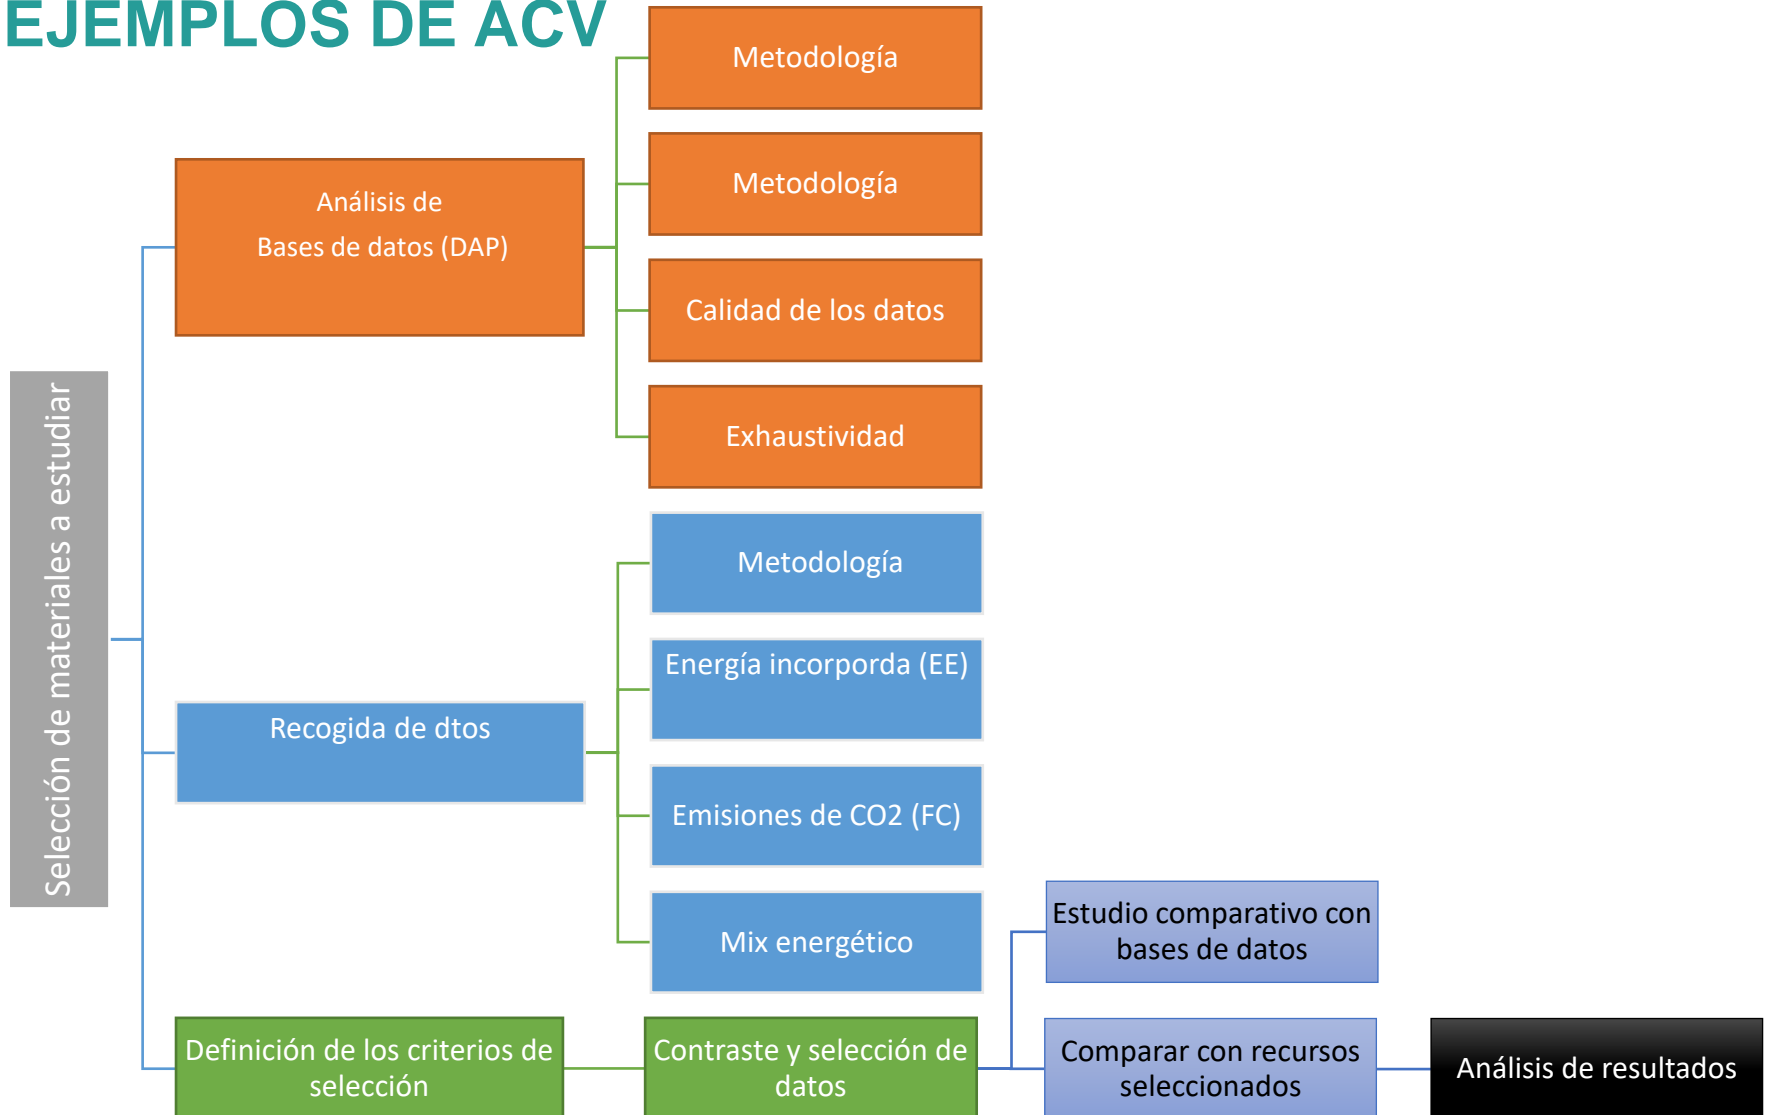 EJEMPLOS DE ACV
Selección de materiales a estudiar
Análisis de
Bases de datos (DAP)
Metodología
Metodología
Calidad de los datos
Exhaustividad
Recogida de dtos
Metodología
Energía incorporda (EE)
Emisiones de CO2 (FC)
Mix energético
Definición de los criterios de
selección
Contraste y selección de
datos
Estudio comparativo con
bases de datos
Comparar con recursos
seleccionados
Análisis de resultados